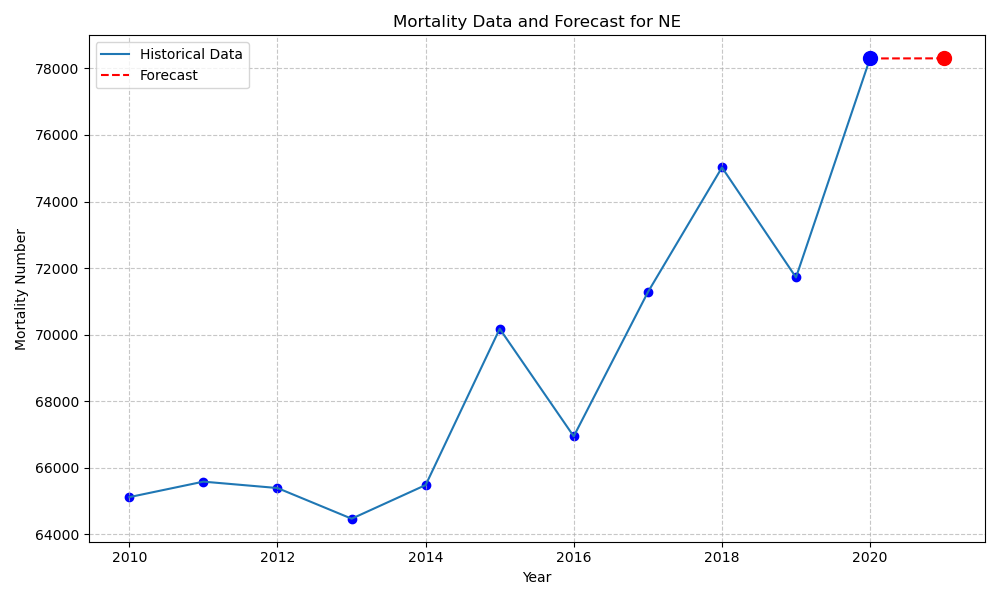 Mortality Data and Forecast for NE
Historical Data
Forecast
78000
76000
74000
72000
70000
68000
66000
64000
Mortality Number
2010
2012
2014
2016
2018
2020
Year